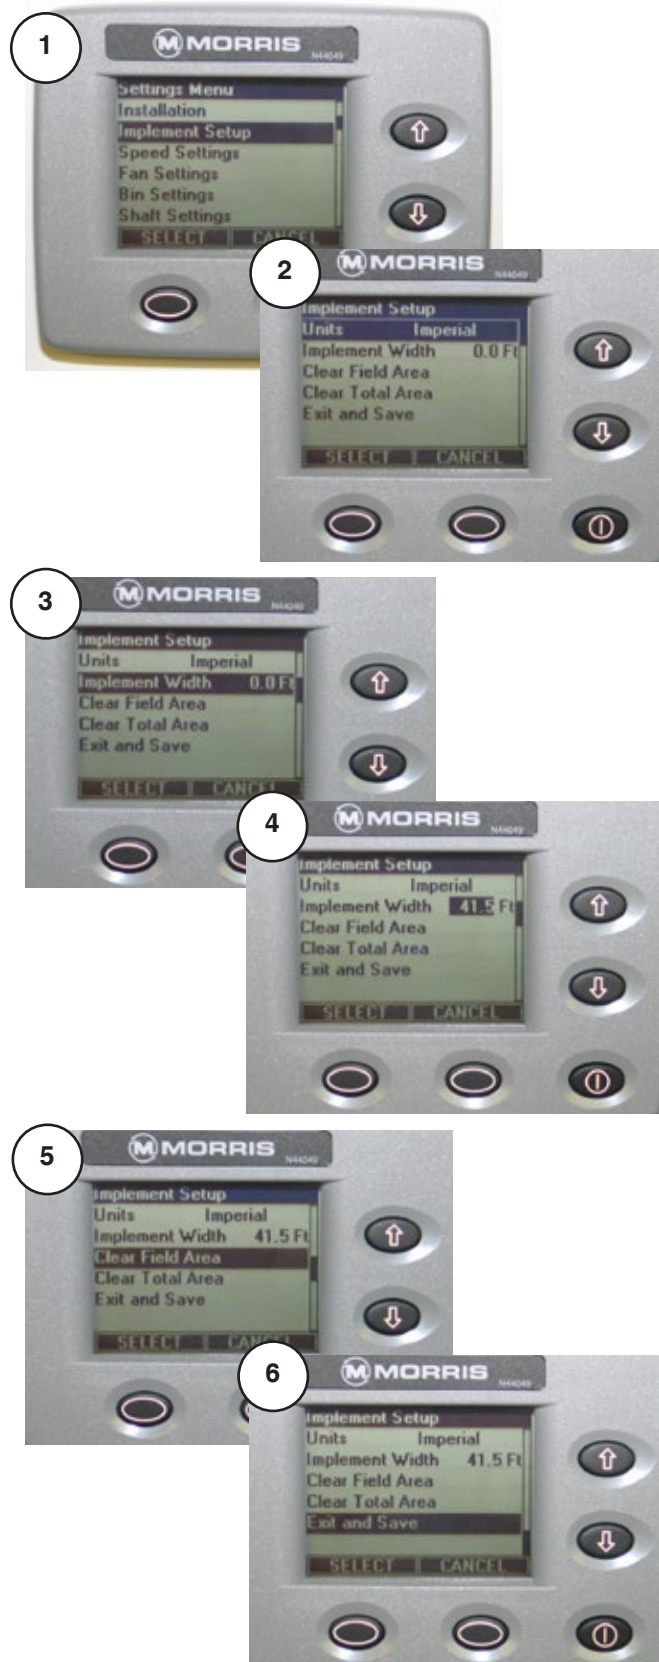 1
MORRIS
N44049
Settings Menu
Installation
Implement Setup
Speed Settings
Fan Settings
Bin Settings
Shaft Settings
SELECT CANCEL
2
MORRIS
N44049
Implement Setup
Units Imperial
Implement Width 0.0 Ft
Clear Field Area
Clear Total Area
Exit and Save
SELECT CANCEL
3
MORRIS
N44049
Implement Setup
Units Imperial
Implement Width 0.0 Ft
Clear Field Area
Clear Total Area
Exit and Save
SELECT CANCEL
4
MORRIS
N44049
Implement Setup
Units Imperial
Implement Width 41.5 Ft
Clear Field Area
Clear Total Area
Exit and Save
SELECT CANCEL
5
MORRIS
N44049
Implement Setup
Units Imperial
Implement Width 41.5 Ft
Clear Field Area
Clear Total Area
Exit and Save
SELECT CANCEL
6
MORRIS
N44049
Implement Setup
Units Imperial
Implement Width 41.5 Ft
Clear Field Area
Clear Total Area
Exit and Save
SELECT CANCEL